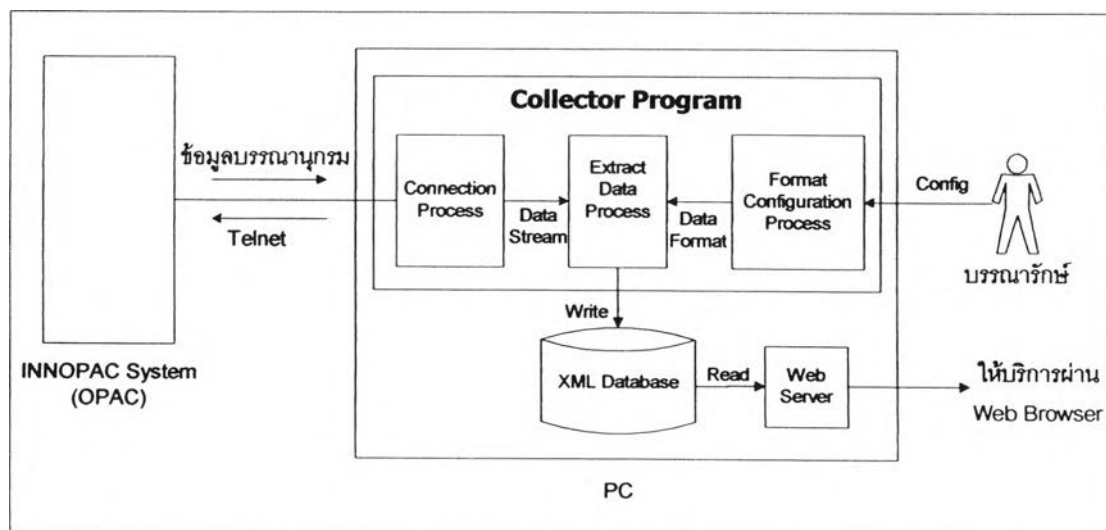 Collector Program
ข้อมูลบรรณานุกรม
Telnet
Connection
Process
Data
Stream
Extract
Data
Process
Data
Format
Format
Configuration
Process
Config
บรรณารักษ์
Write
INNOPAC System
(OPAC)
XML Database
Read
Web
Server
ให้บริการผ่าน
Web Browser
PC